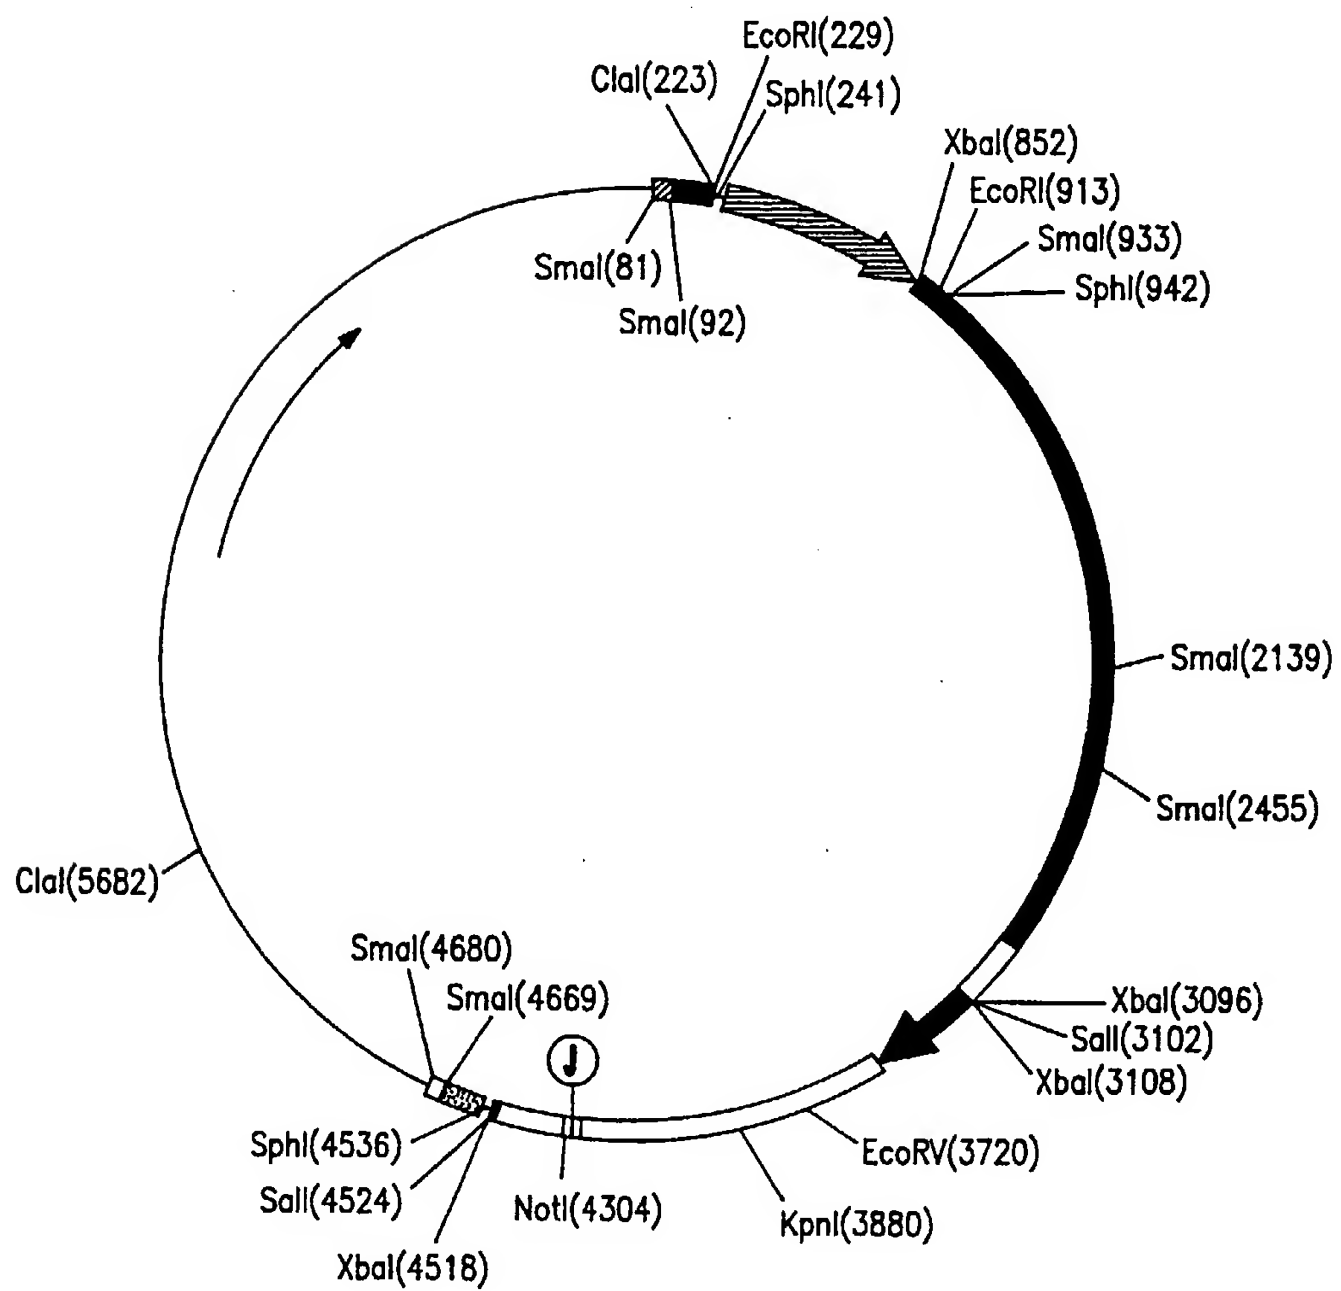 EcoRI(229)
ClaI(223)
SphI(241)
XbaI(852)
EcoRI(913)
SmaI(933)
SphI(942)
SmaI(81)
SmaI(92)
SmaI(2139)
SmaI(2455)
ClaI(5682)
SmaI(4680)
SmaI(4669)
XbaI(3096)
SalI(3102)
XbaI(3108)
J
SphI(4536)
SalI(4524)
XbaI(4518)
NotI(4304)
EcoRV(3720)
KpnI(3880)